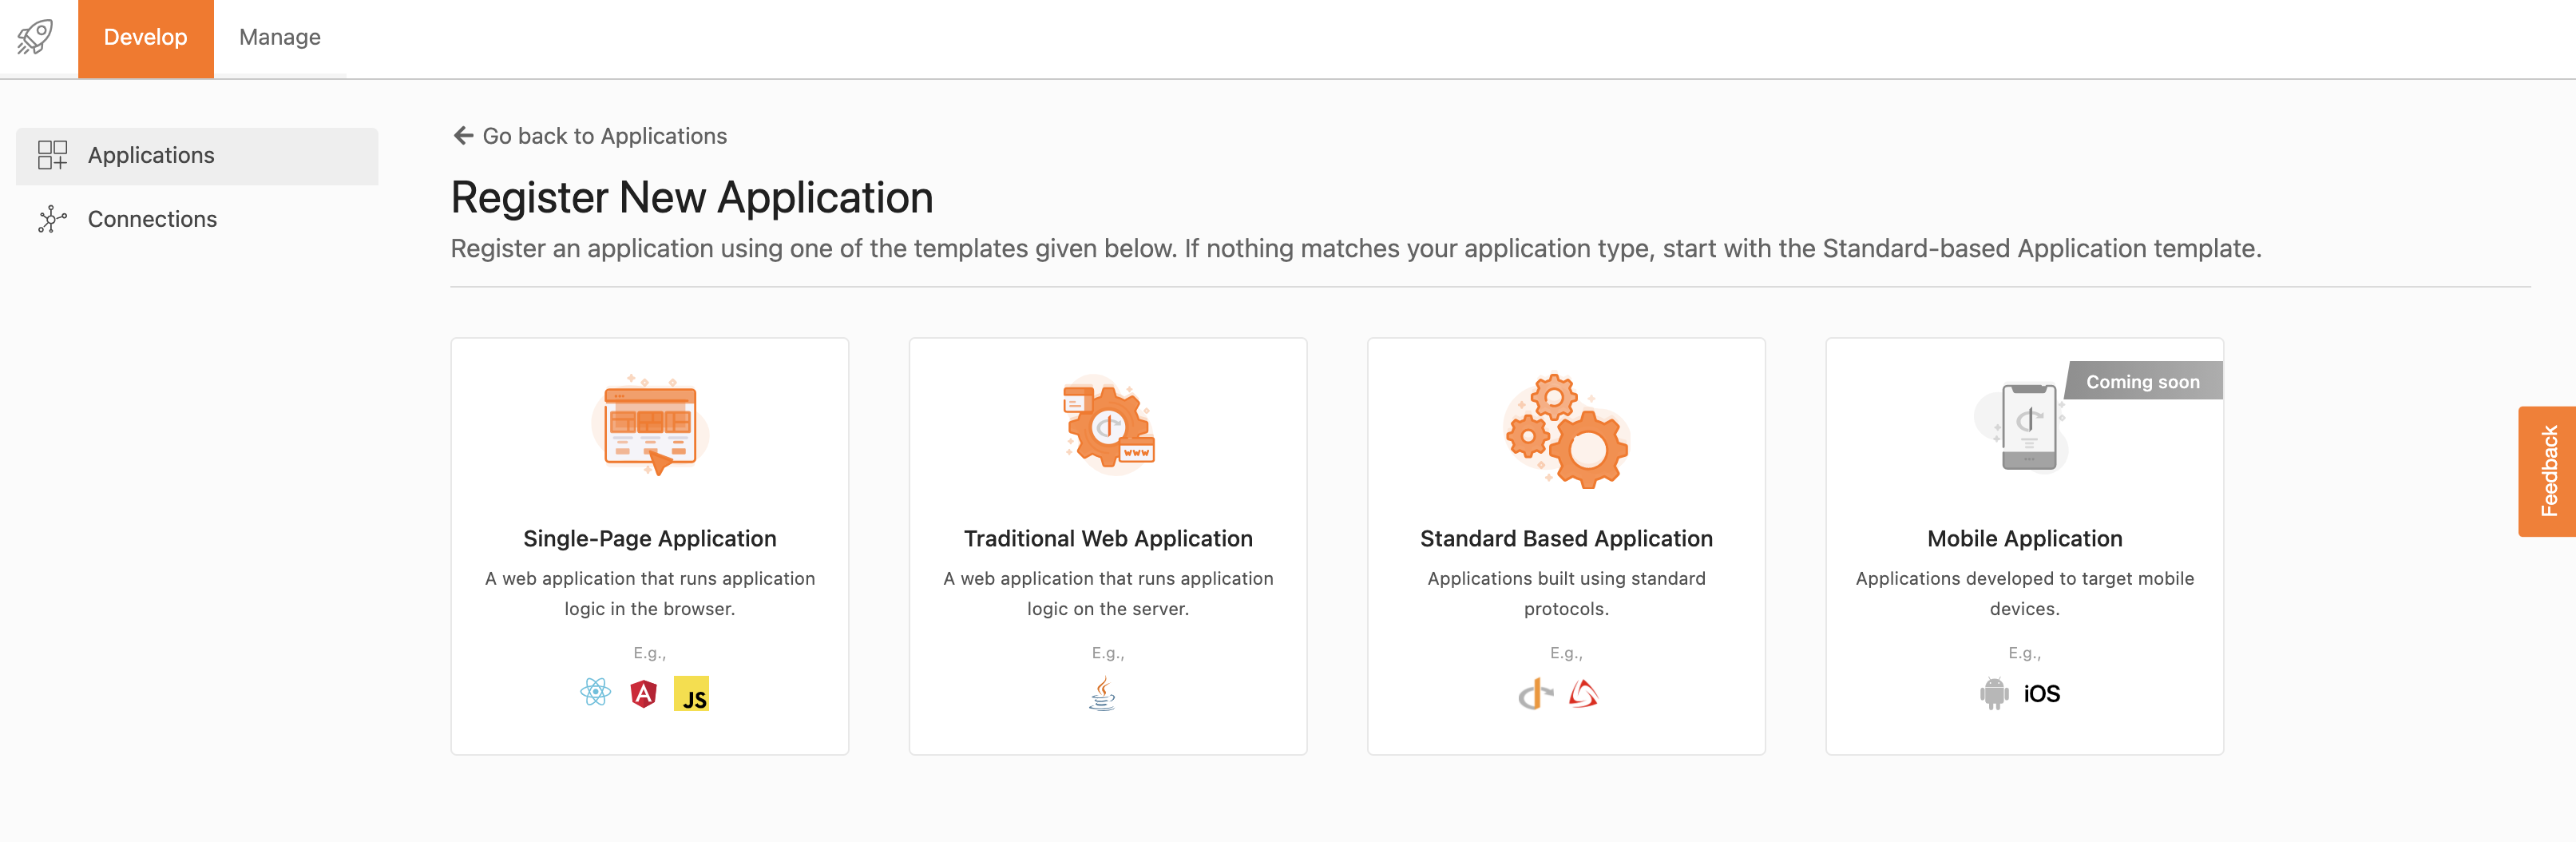 Develop
Manage
Applications
Connections
Go back to Applications
Register New Application
Register an application using one of the templates given below. If nothing matches your application type, start with the Standard-based Application template.
Single-Page Application
A web application that runs application
logic in the browser.
E.g.,
A
JS
www
Traditional Web Application
A web application that runs application
logic on the server.
E.g.,
Standard Based Application
Applications built using standard
protocols.
E.g.,
Coming soon
Mobile Application
Applications developed to target mobile
devices.
E.g.,
iOS
Feedback